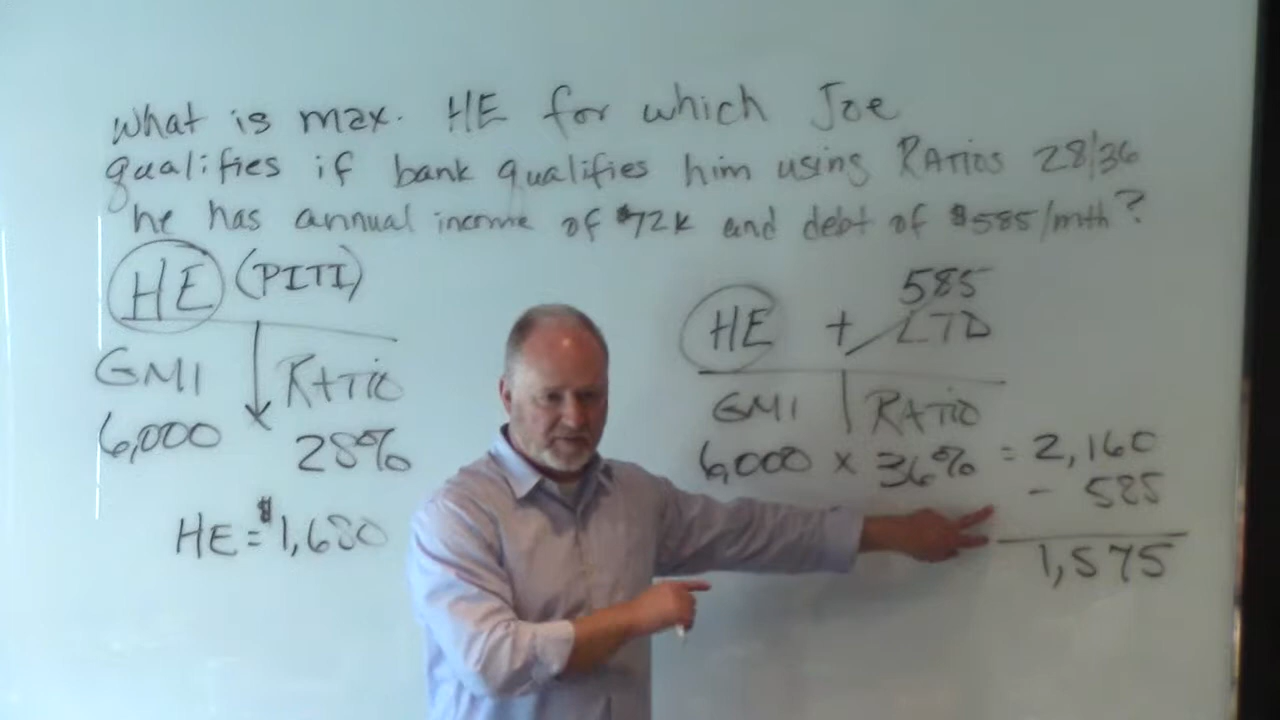 What is max. HE for which Joe
qualifies if bank qualifies him using RATIOS 28/36
he has annual income of $72K and debt of $585/mth?
HE (PITI)
GMI RATIO
6,000 28%
HE = $1,680
585
HE + LTD
GMI RATIO
6,000 x 36% = 2,160
- 585
1,575